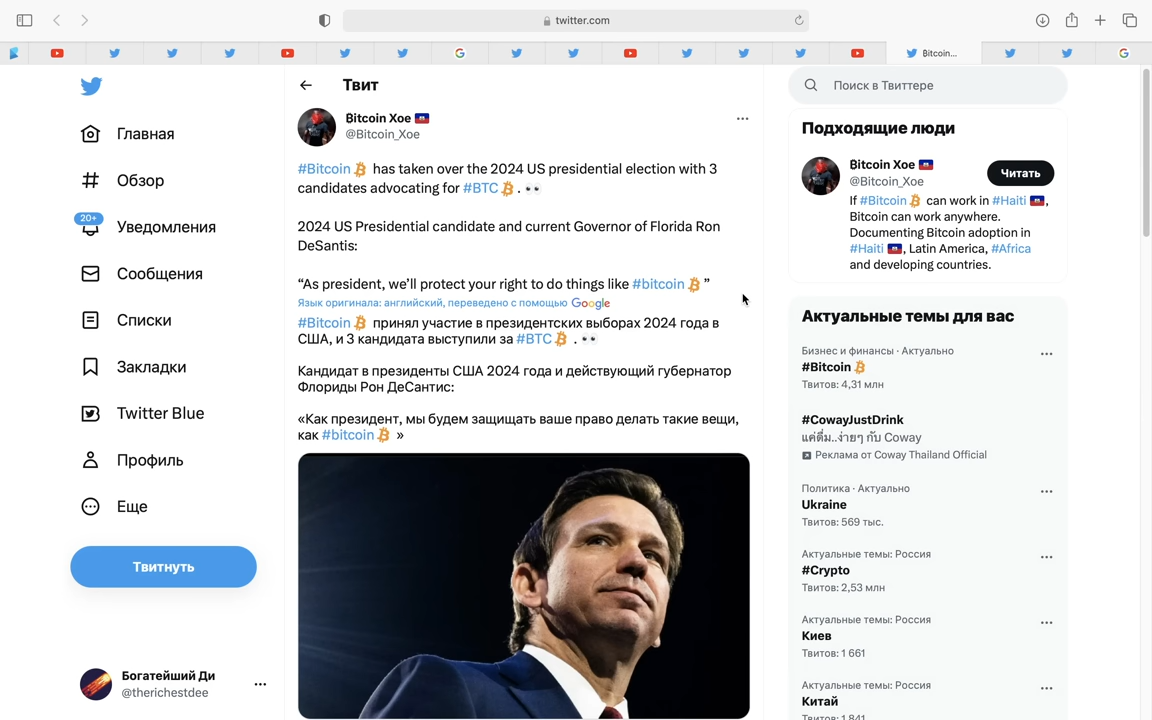 twitter.com
Bitcoin...
Главная
Обзор
20+
Уведомления
Сообщения
Списки
Закладки
Twitter Blue
Профиль
Еще
Твитнуть
Богатейший Ди
@therichestdee
Твит
Bitcoin Xoe
@Bitcoin_Xoe
#Bitcoin has taken over the 2024 US presidential election with 3
candidates advocating for #BTC .
2024 US Presidential candidate and current Governor of Florida Ron
DeSantis:
“As president, we’ll protect your right to do things like #bitcoin ”
Язык оригинала: английский, переведено с помощью Google
#Bitcoin принял участие в президентских выборах 2024 года в
США, и 3 кандидата выступили за #BTC .
Кандидат в президенты США 2024 года и действующий губернатор
Флориды Рон ДеСантис:
«Как президент, мы будем защищать ваше право делать такие вещи,
как #bitcoin »
Поиск в Твиттере
Подходящие люди
Bitcoin Xoe
@Bitcoin_Xoe
Читать
If #Bitcoin can work in #Haiti ,
Bitcoin can work anywhere.
Documenting Bitcoin adoption in
#Haiti , Latin America, #Africa
and developing countries.
Актуальные темы для вас
Бизнес и финансы · Актуально
#Bitcoin
Твитов: 4,31 млн
#CowayJustDrink
แค่ดื่ม..ง่ายๆ กับ Coway
Реклама от Coway Thailand Official
Политика · Актуально
Ukraine
Твитов: 569 тыс.
Актуальные темы: Россия
#Crypto
Твитов: 2,53 млн
Актуальные темы: Россия
Киев
Твитов: 1 661
Актуальные темы: Россия
Китай
Твитов: 1 841